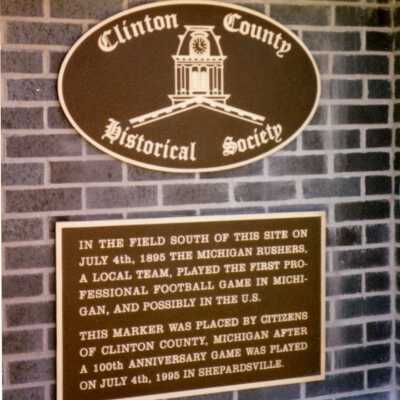 Clinton County
Historical Society
IN THE FIELD SOUTH OF THIS SITE ON
JULY 4th, 1895 THE MICHIGAN RUSHERS,
A LOCAL TEAM, PLAYED THE FIRST PRO-
FESSIONAL FOOTBALL GAME IN MICHI-
GAN, AND POSSIBLY IN THE U.S.
THIS MARKER WAS PLACED BY CITIZENS
OF CLINTON COUNTY, MICHIGAN AFTER
A 100th ANNIVERSARY GAME WAS PLAYED
ON JULY 4th, 1995 IN SHEPARDSVILLE.